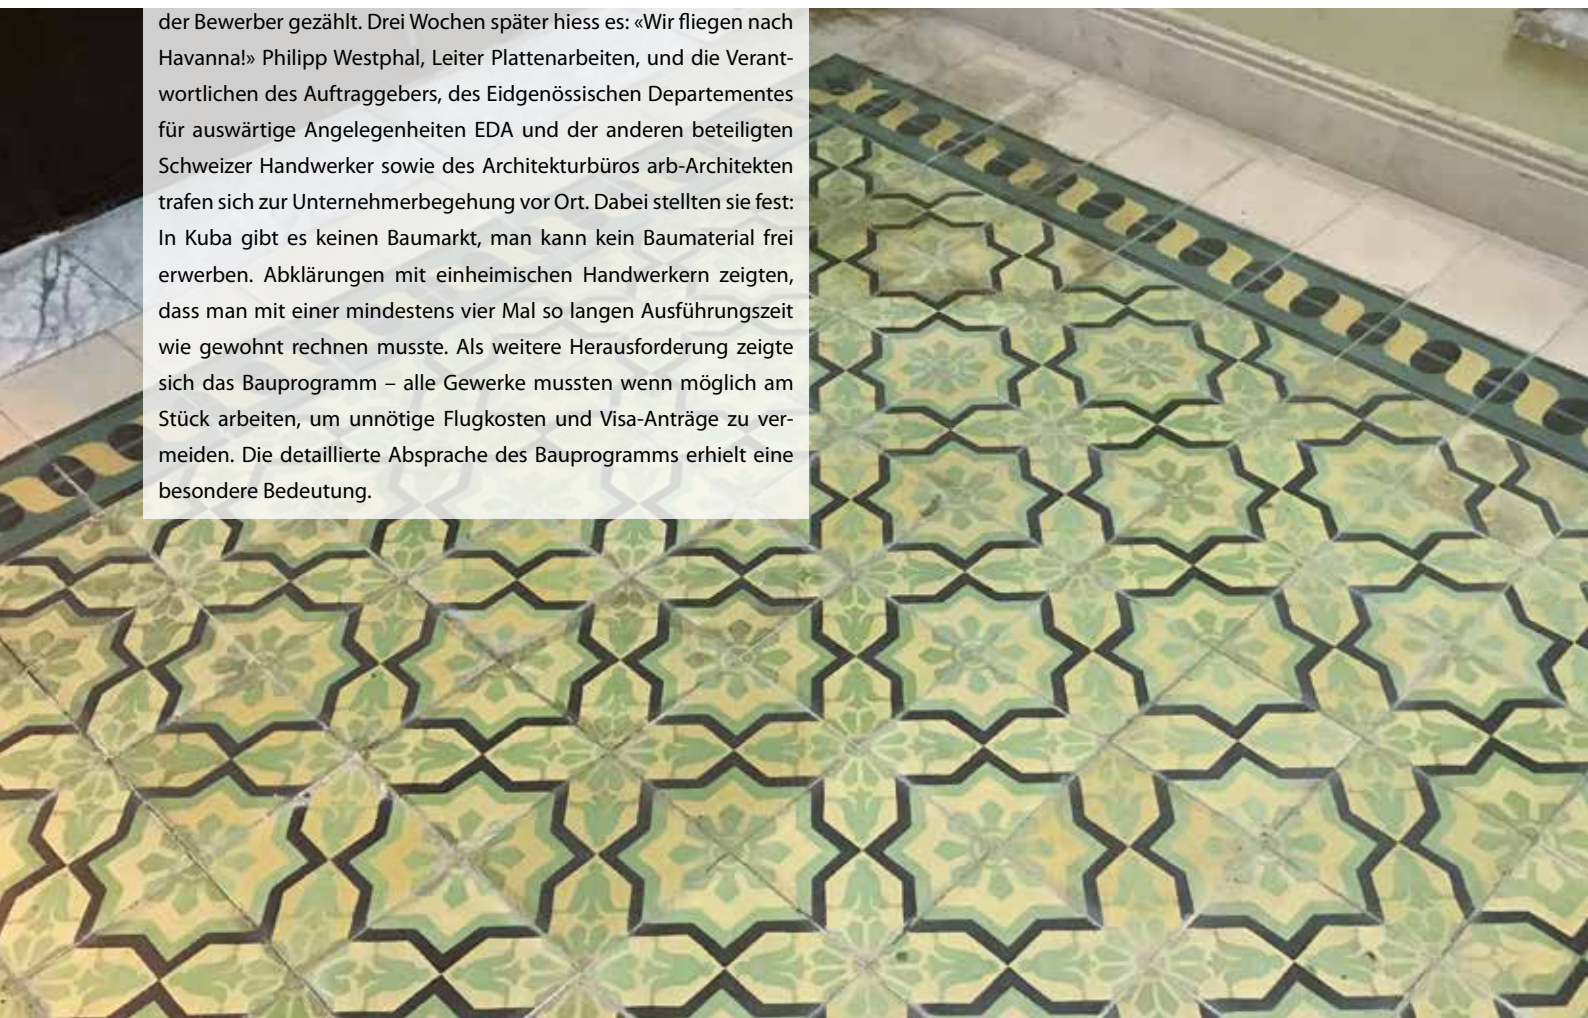 der Bewerber gezählt. Drei Wochen später hiess es: «Wir fliegen nach
Havanna!» Philipp Westphal, Leiter Plattenarbeiten, und die Verant-
wortlichen des Auftraggebers, des Eidgenössischen Departementes
für auswärtige Angelegenheiten EDA und der anderen beteiligten
Schweizer Handwerker sowie des Architekturbüros arb-Architekten
trafen sich zur Unternehmerbegehung vor Ort. Dabei stellten sie fest:
In Kuba gibt es keinen Baumarkt, man kann kein Baumaterial frei
erwerben. Abklärungen mit einheimischen Handwerkern zeigten,
dass man mit einer mindestens vier Mal so langen Ausführungszeit
wie gewohnt rechnen musste. Als weitere Herausforderung zeigte
sich das Bauprogramm – alle Gewerke mussten wenn möglich am
Stück arbeiten, um unnötige Flugkosten und Visa-Anträge zu ver-
meiden. Die detaillierte Absprache des Bauprogramms erhielt eine
besondere Bedeutung.